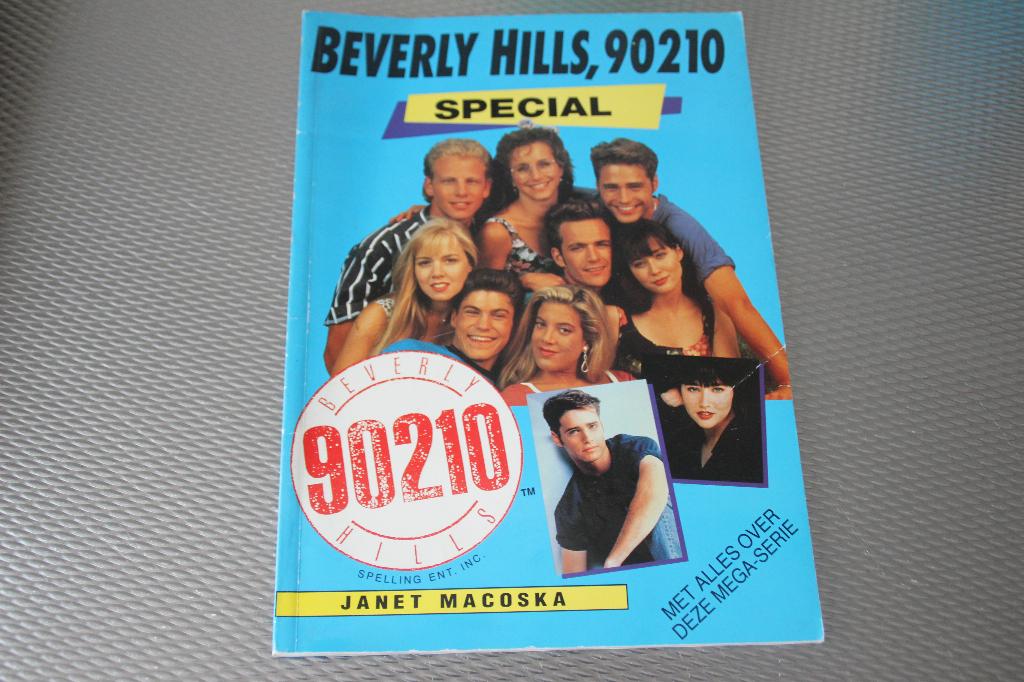 BEVERLY HILLS, 90210
SPECIAL
BEVERLY
90210
HILLS
TM
SPELLING ENT. INC.
JANET MACOSKA
MET ALLES OVER
DEZE MEGA-SERIE